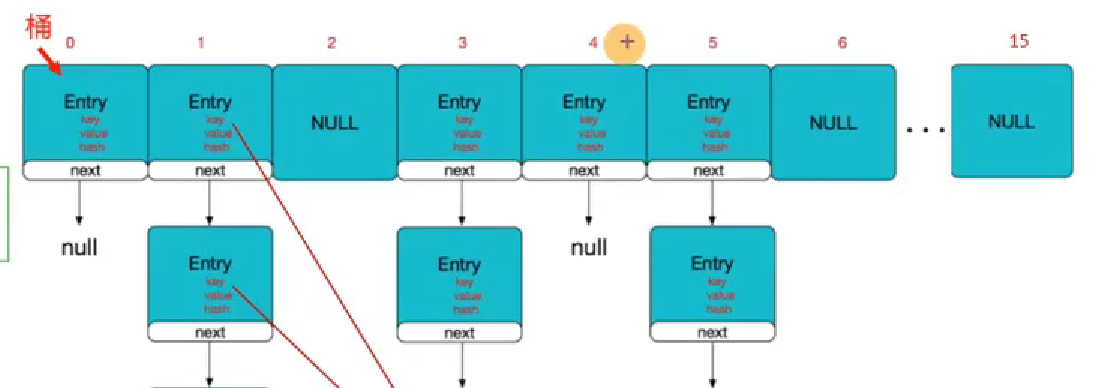 桶
0 1 2 3 4 5 6 15
Entry
key
value
hash
next
Entry
key
value
hash
next
NULL
Entry
key
value
hash
next
Entry
key
value
hash
next
Entry
key
value
hash
next
NULL
...
NULL
null
null
Entry
key
value
hash
next
Entry
key
value
hash
next
Entry
key
value
hash
next